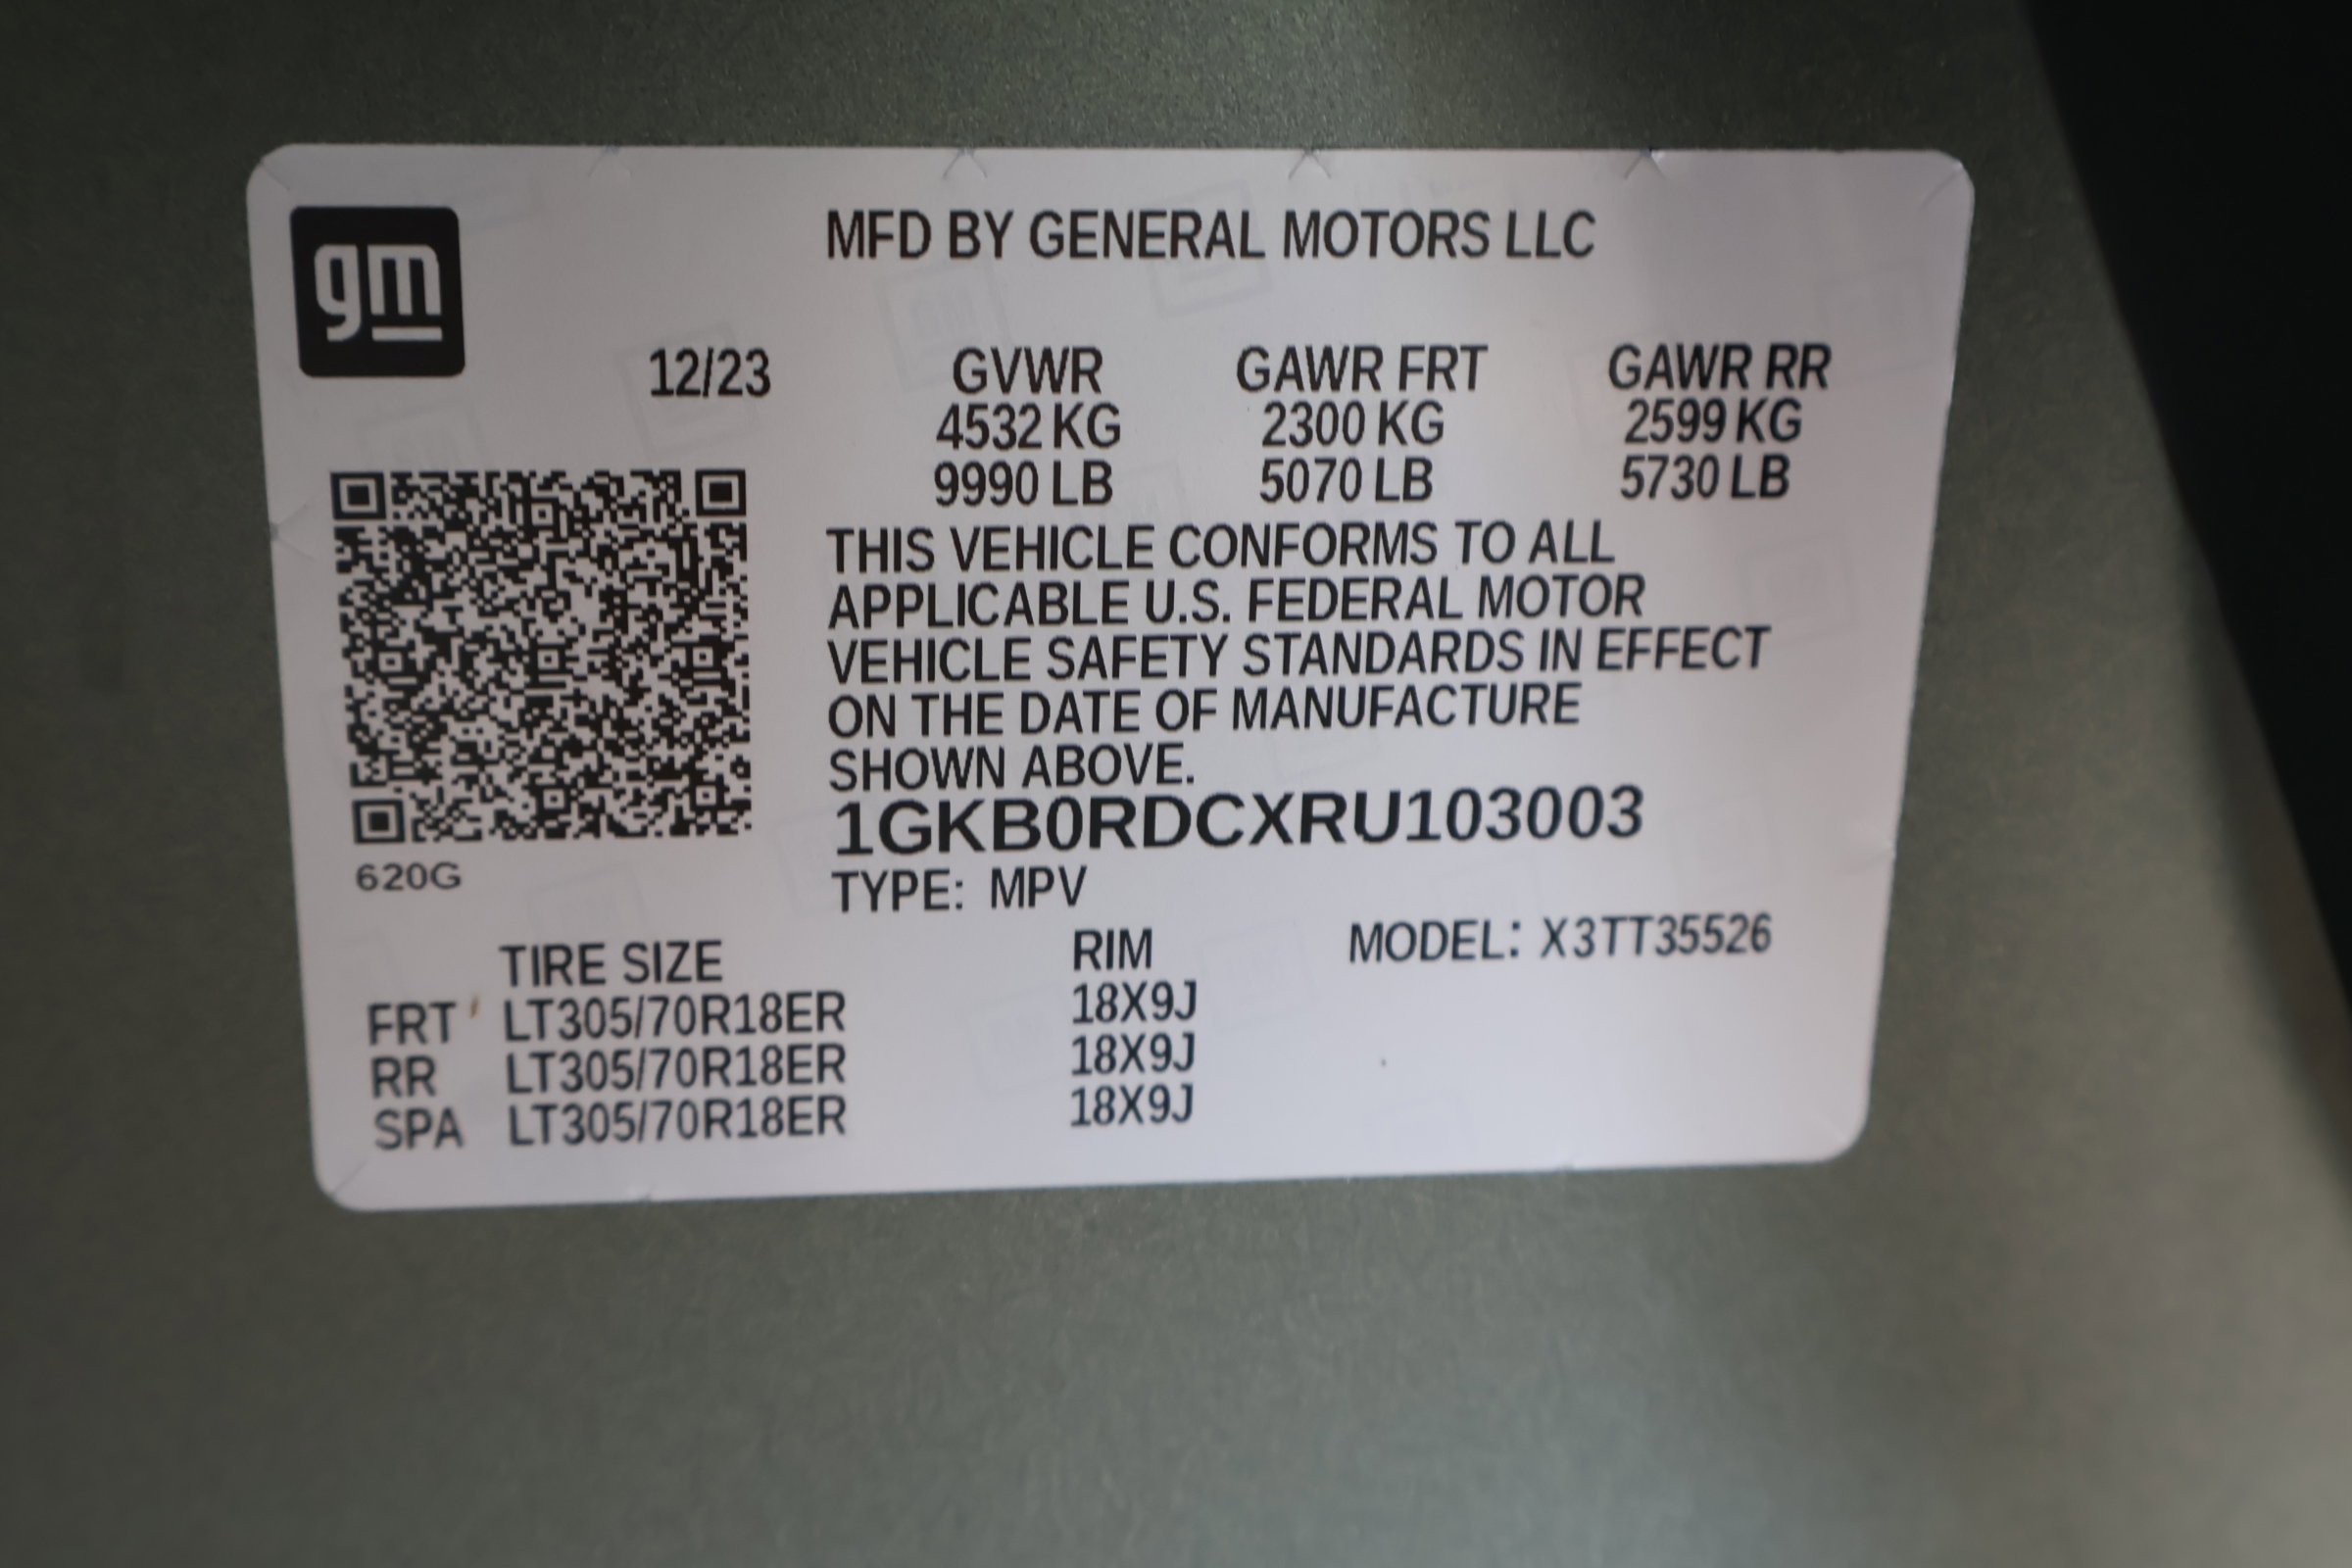 gm
MFD BY GENERAL MOTORS LLC
12/23 GVWR GAWR FRT GAWR RR
4532 KG 2300 KG 2599 KG
9990 LB 5070 LB 5730 LB
THIS VEHICLE CONFORMS TO ALL
APPLICABLE U.S. FEDERAL MOTOR
VEHICLE SAFETY STANDARDS IN EFFECT
ON THE DATE OF MANUFACTURE
SHOWN ABOVE.
1GKB0RDCXRU103003
620G
TYPE: MPV
TIRE SIZE RIM MODEL: X3TT35526
FRT LT305/70R18ER 18X9J
RR LT305/70R18ER 18X9J
SPA LT305/70R18ER 18X9J